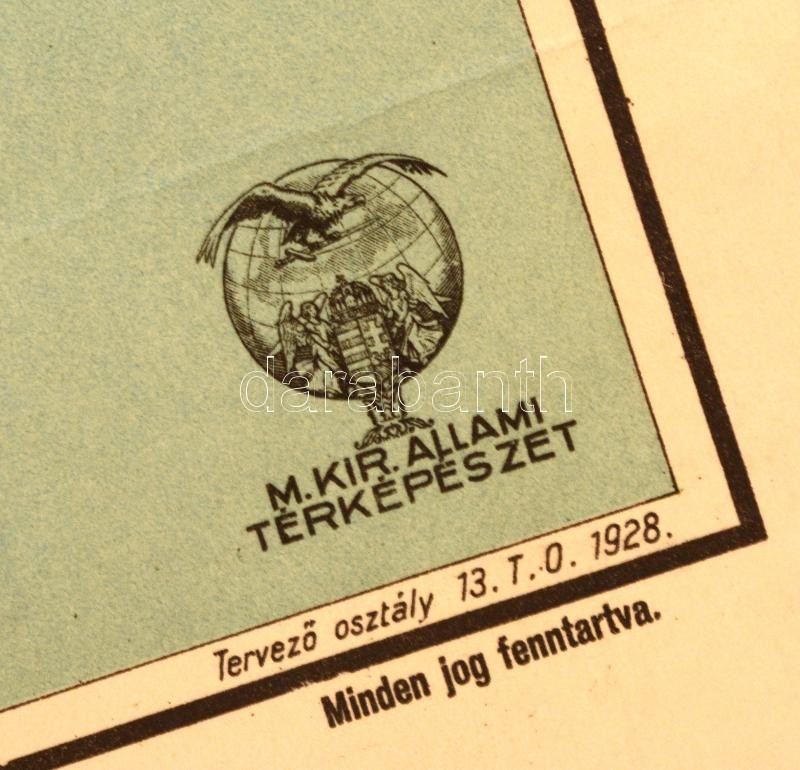 darabanth
M. KIR. ÁLLAMI
TÉRKÉPÉSZET
Tervező osztály 13. T. O. 1928.
Minden jog fenntartva.